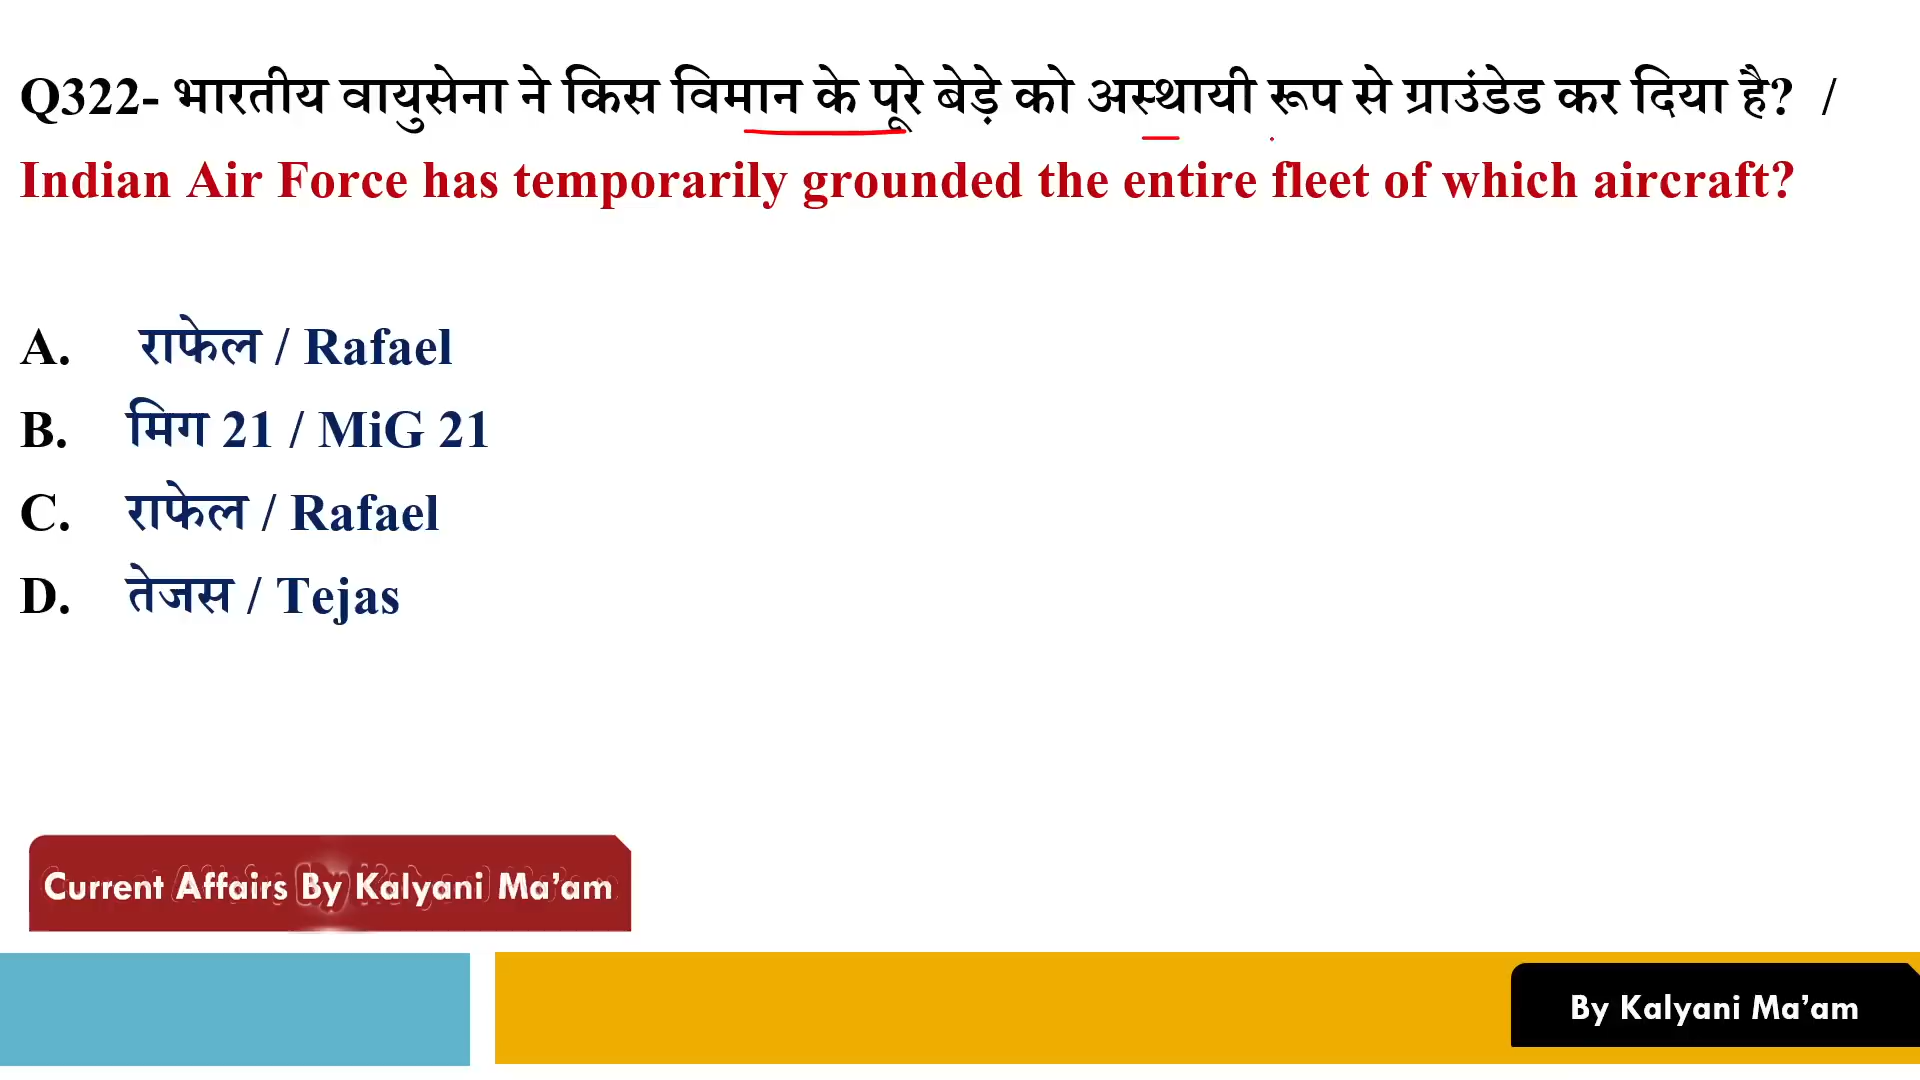 Q322- भारतीय वायुसेना ने किस विमान के पूरे बेड़े को अस्थायी रूप से ग्राउंडेड कर दिया है? /
Indian Air Force has temporarily grounded the entire fleet of which aircraft?
A. राफेल / Rafael
B. मिग 21 / MiG 21
C. राफेल / Rafael
D. तेजस / Tejas
Current Affairs By Kalyani Ma’am
By Kalyani Ma’am